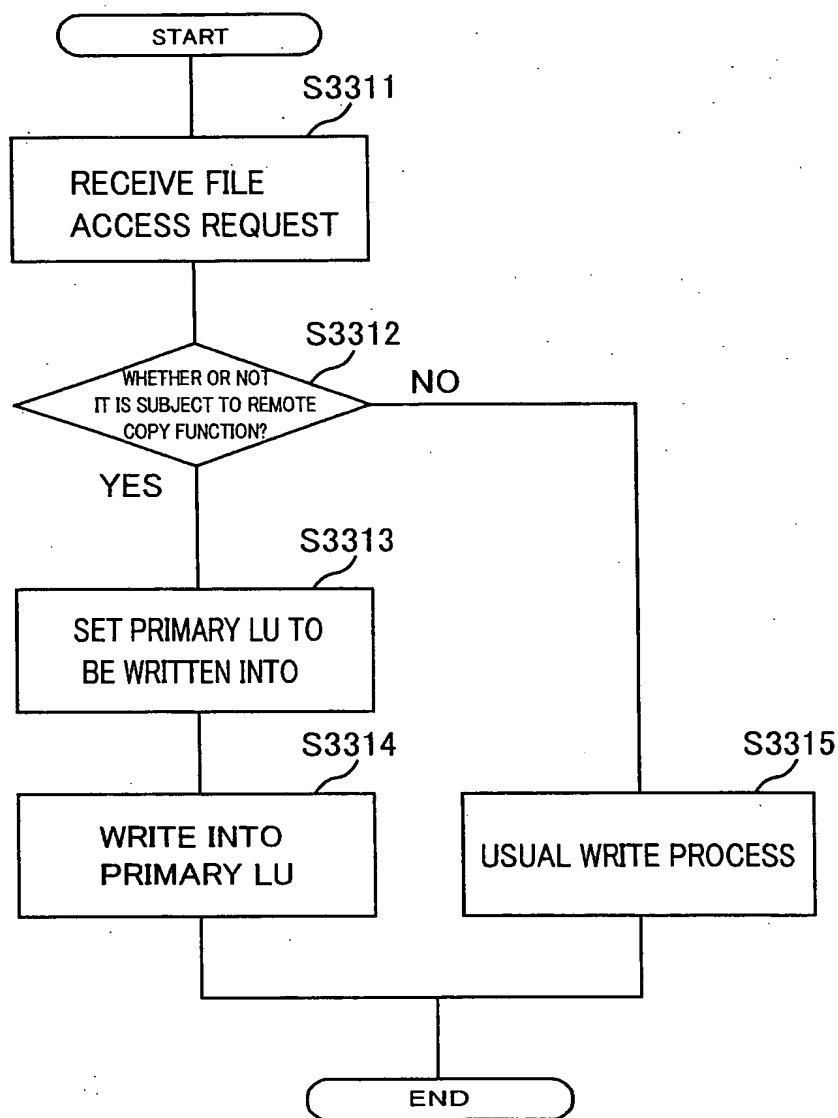 START
S3311
RECEIVE FILE
ACCESS REQUEST
S3312
WHETHER OR NOT
IT IS SUBJECT TO REMOTE
COPY FUNCTION?
NO
YES
S3313
SET PRIMARY LU TO
BE WRITTEN INTO
S3314
WRITE INTO
PRIMARY LU
S3315
USUAL WRITE PROCESS
END